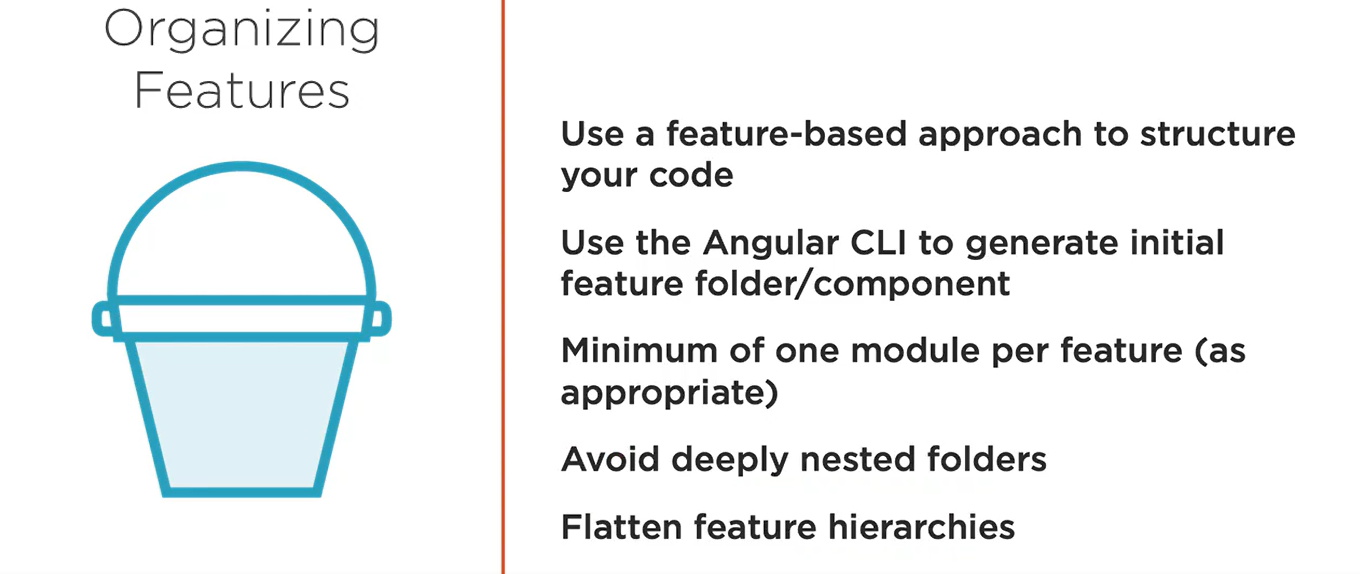 Organizing
Features
Use a feature-based approach to structure
your code
Use the Angular CLI to generate initial
feature folder/component
Minimum of one module per feature (as
appropriate)
Avoid deeply nested folders
Flatten feature hierarchies